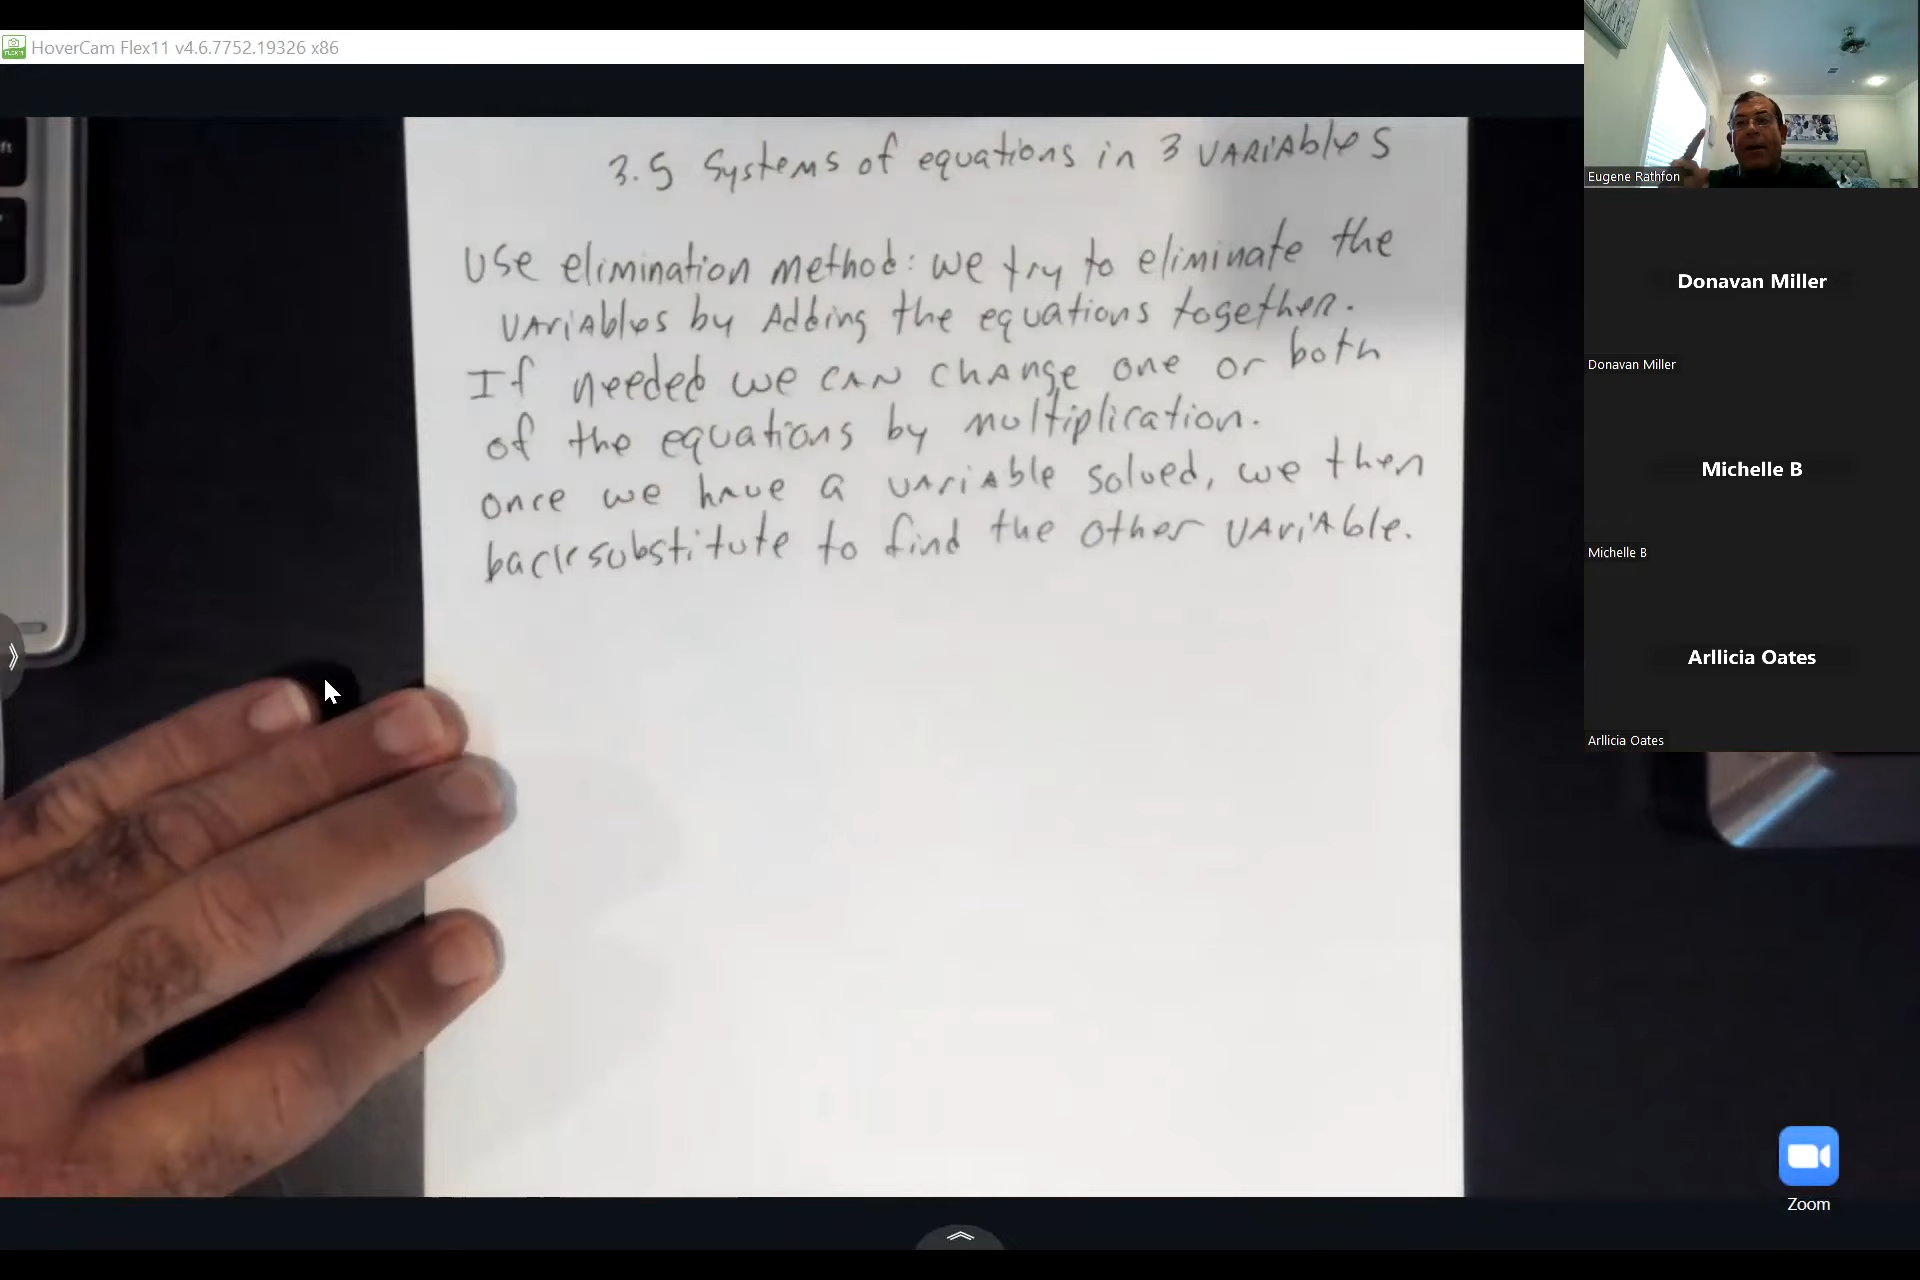 HoverCam Flex11 v4.6.7752.19326 x86
3.5 Systems of equations in 3 variables
Use elimination method: we try to eliminate the
variables by Adding the equations together.
If needed we can change one or both
of the equations by multiplication.
once we have a variable solved, we then
backsubstitute to find the other variable.
Eugene Rathfon
Donavan Miller
Donavan Miller
Michelle B
Michelle B
Arllicia Oates
Arllicia Oates
Zoom